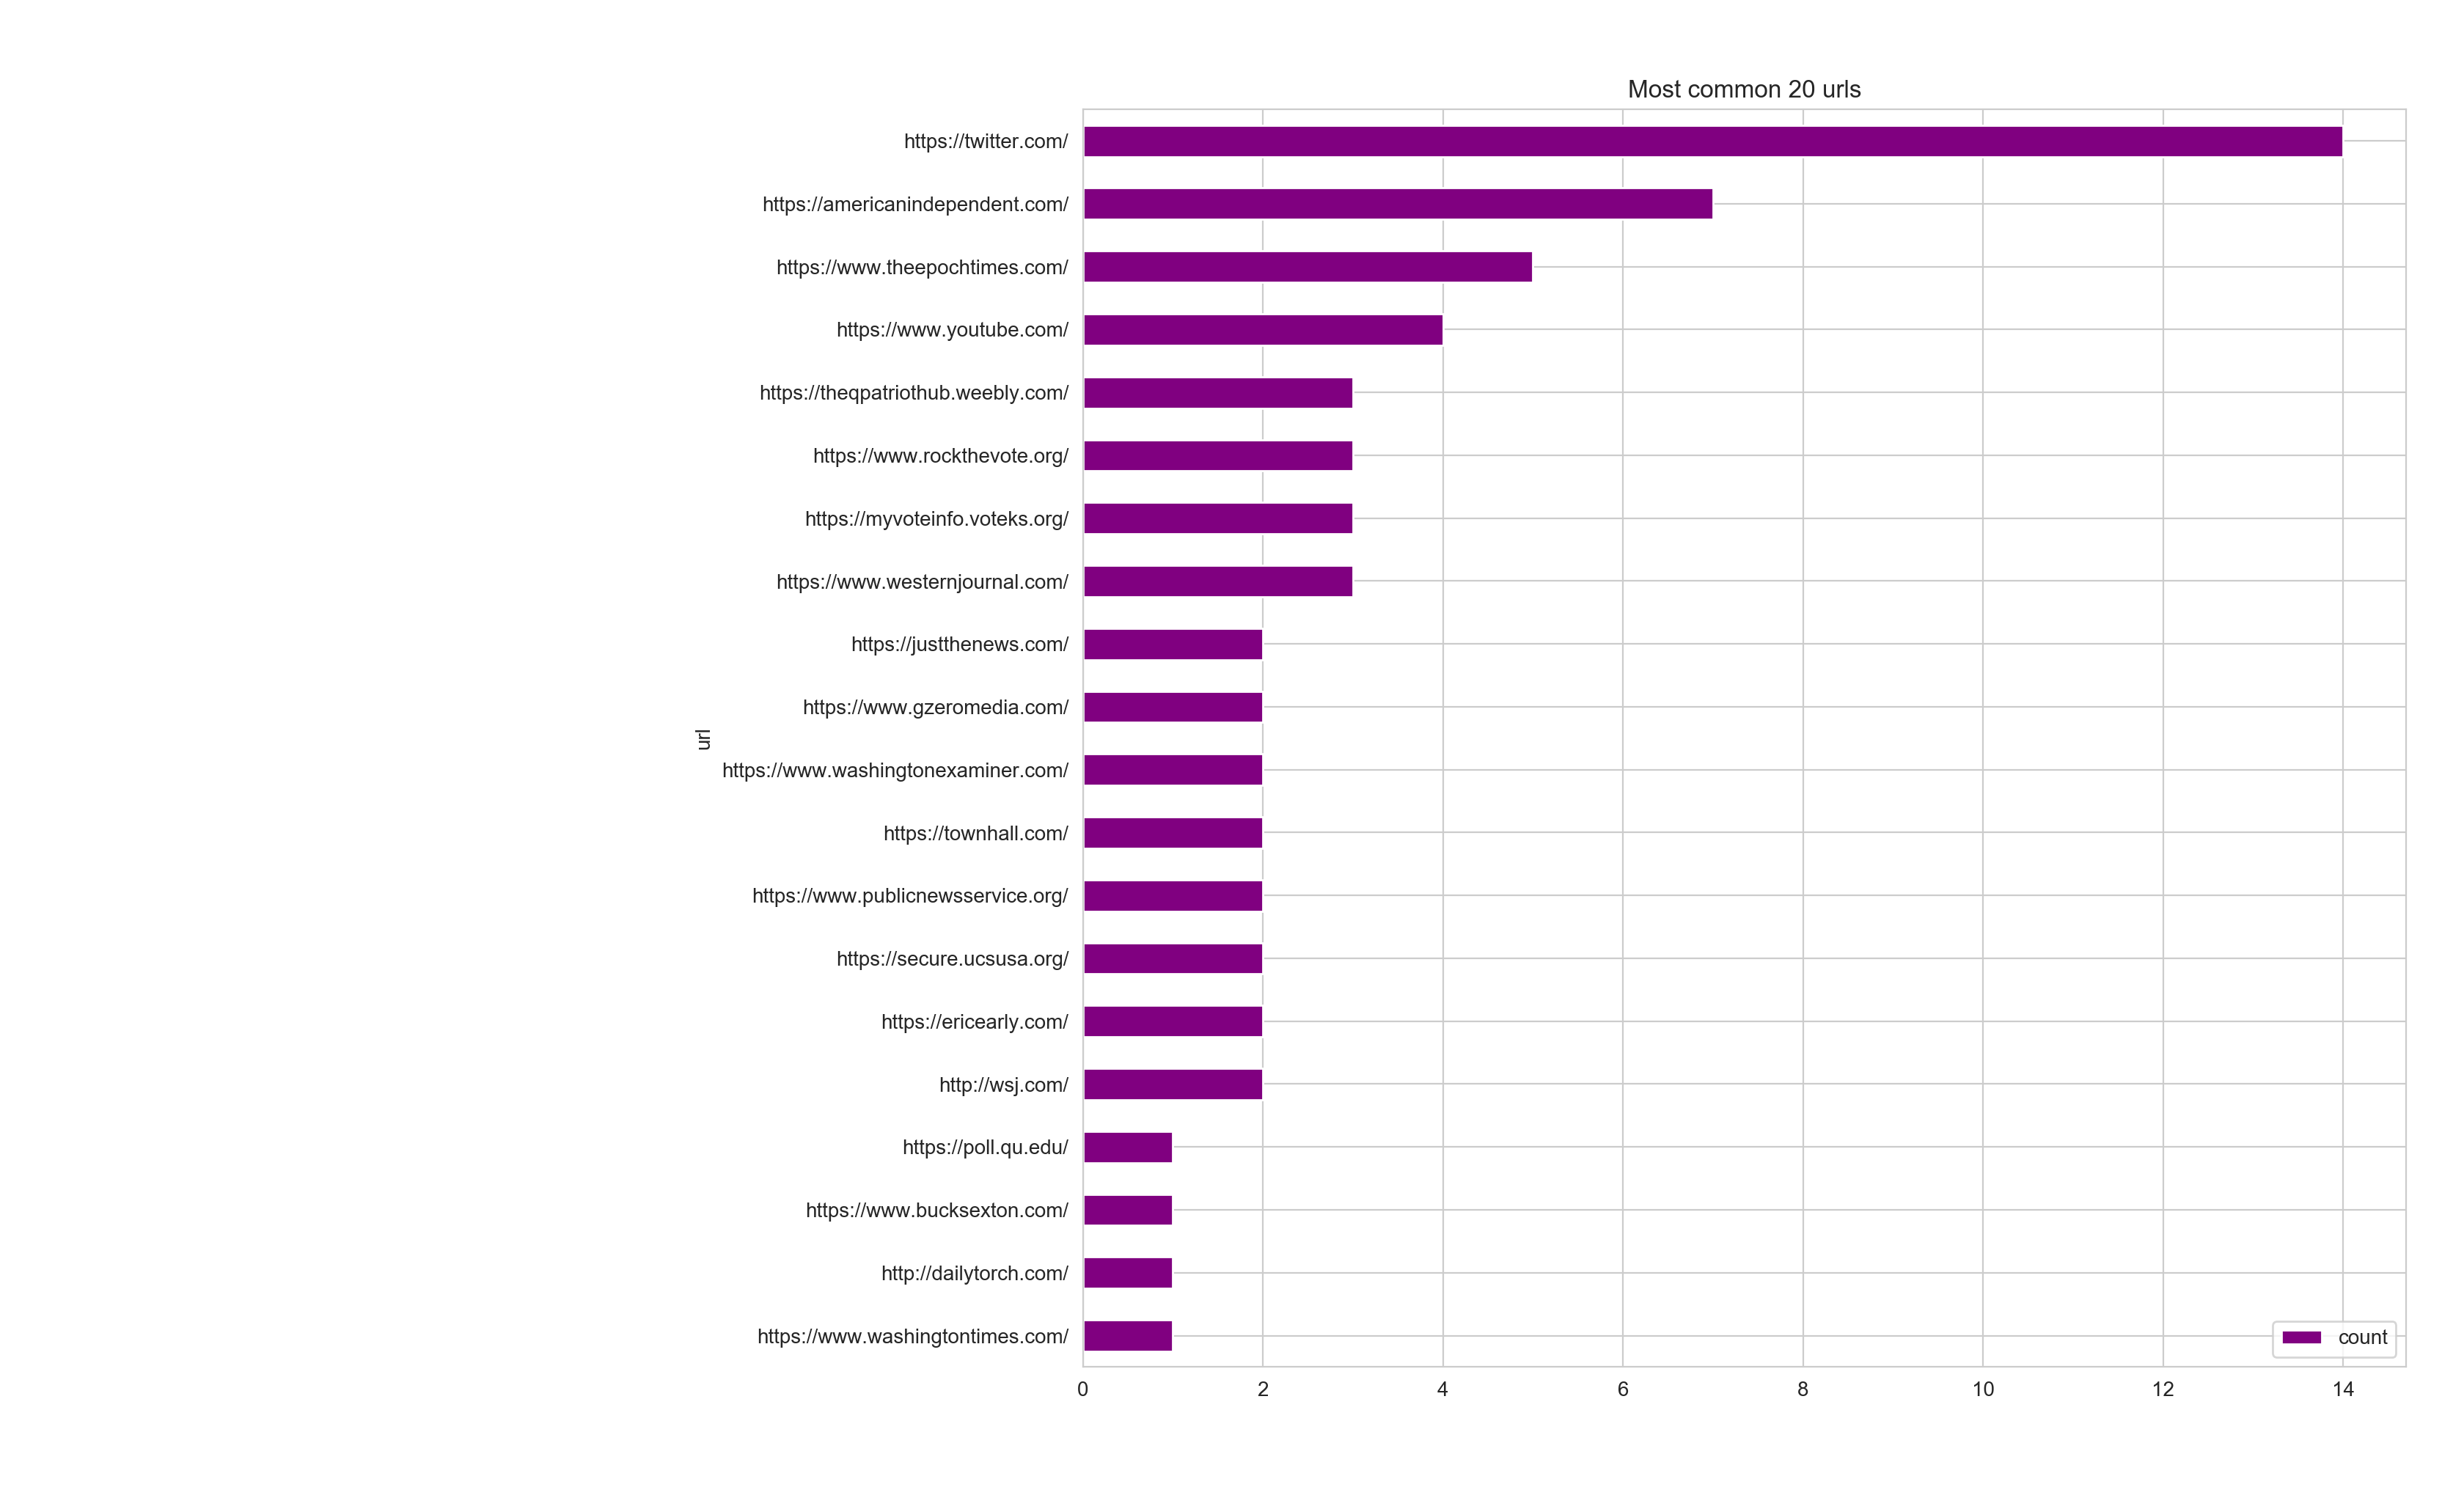 Most common 20 urls
https://twitter.com/
https://americanindependent.com/
https://www.theepochtimes.com/
https://www.youtube.com/
https://theqpatriothub.weebly.com/
https://www.rockthevote.org/
https://myvoteinfo.voteks.org/
https://www.westernjournal.com/
https://justthenews.com/
https://www.gzeromedia.com/
url
https://www.washingtonexaminer.com/
https://townhall.com/
https://www.publicnewsservice.org/
https://secure.ucsusa.org/
https://ericearly.com/
http://wsj.com/
https://poll.qu.edu/
https://www.bucksexton.com/
http://dailytorch.com/
https://www.washingtontimes.com/
count
0 2 4 6 8 10 12 14